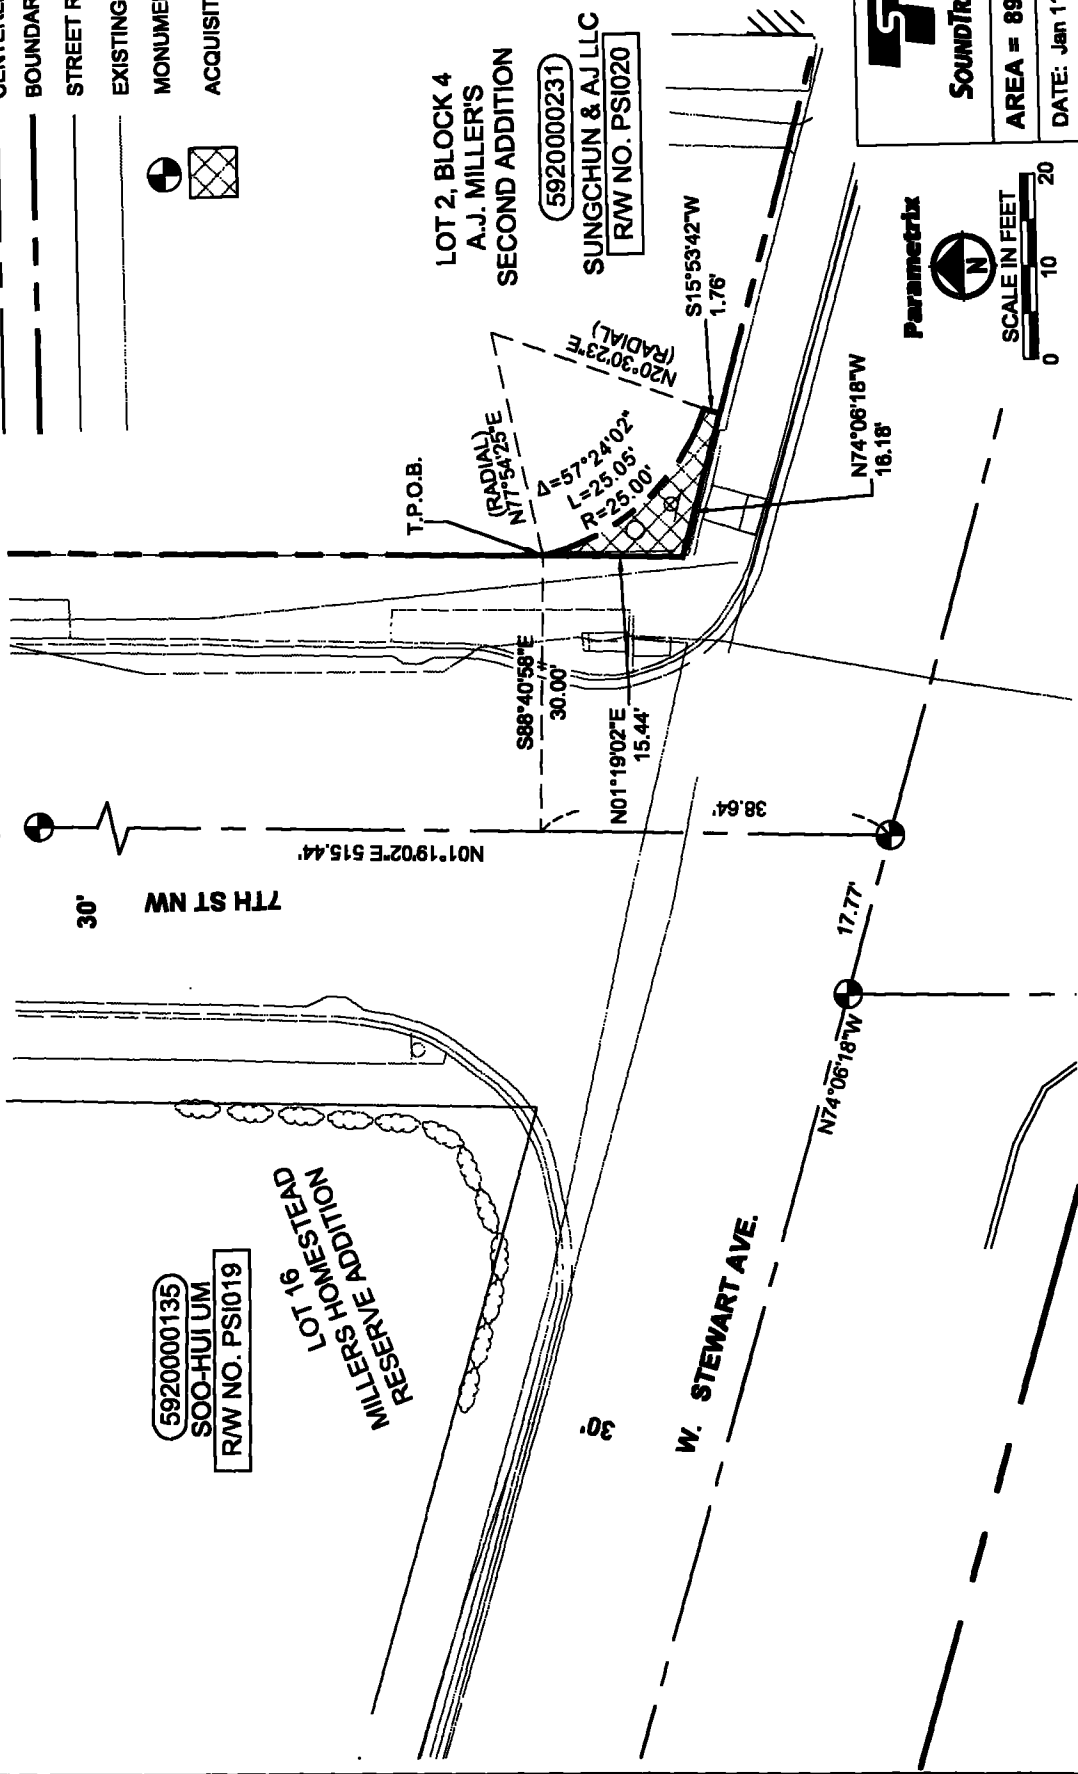 BOUNDAR
STREET R
EXISTING
MONUME
ACQUISIT
LOT 2, BLOCK 4
A.J. MILLER'S
SECOND ADDITION
5920000231
SUNGCHUN & AJ LLC
R/W NO. PSI020
T.P.O.B.
(RADIAL)
N77°54'25"E
N20°30'23"E
(RADIAL)
Δ=57°24'02"
L=25.05'
R=25.00'
S15°53'42"W
1.76'
N74°06'18"W
16.18'
S88°40'58"E
30.00'
N01°19'02"E
15.44'
38.64'
N01°19'02"E 515.44'
7TH ST NW
30'
17.77'
N74°06'18"W
W. STEWART AVE.
30'
5920000135
SOO-HUI UM
R/W NO. PSI019
LOT 16
MILLERS HOMESTEAD
RESERVE ADDITION
Parametrix
N
SCALE IN FEET
0 10 20
ST
SOUNDTR
AREA = 89
DATE: Jan 11